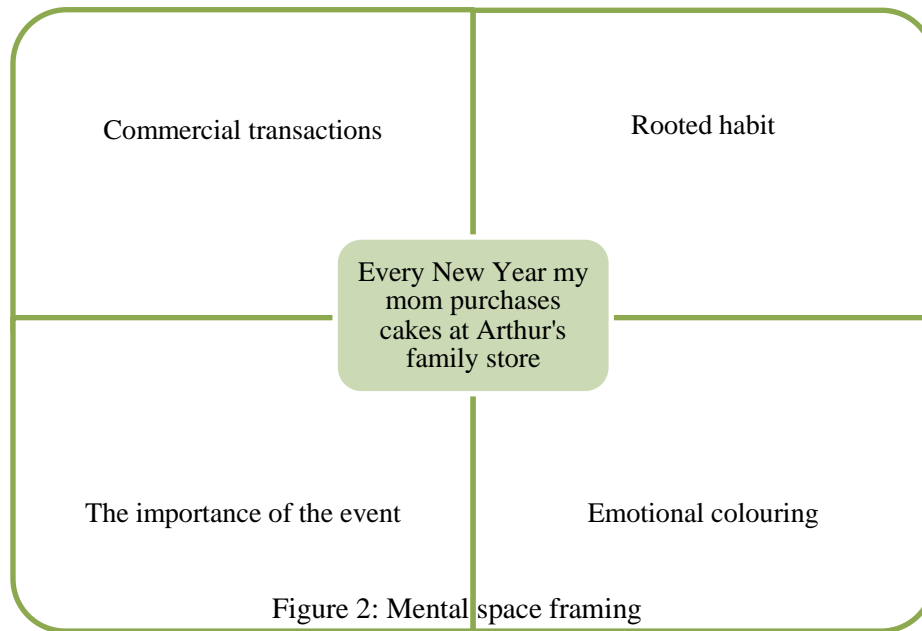 Commercial transactions
Rooted habit
Every New Year my
mom purchases
cakes at Arthur's
family store
The importance of the event
Emotional colouring
Figure 2: Mental space framing